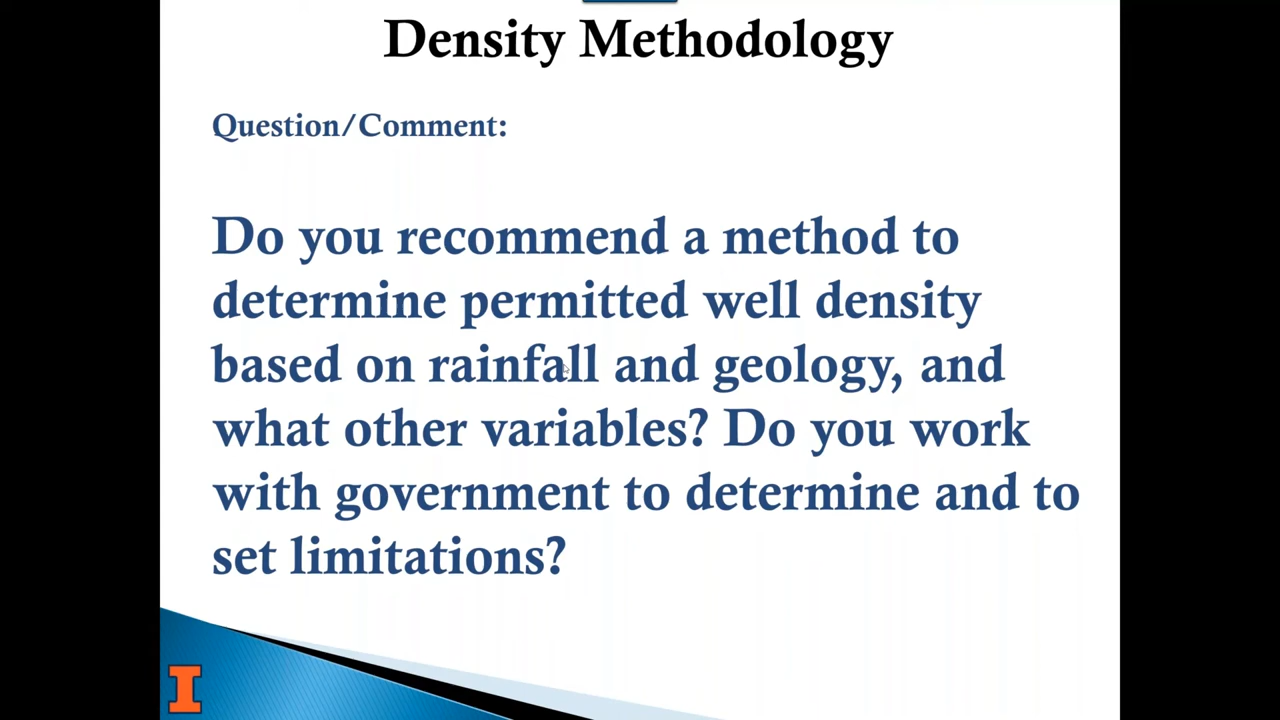 Density Methodology
Question/Comment:
Do you recommend a method to
determine permitted well density
based on rainfall and geology, and
what other variables? Do you work
with government to determine and to
set limitations?
I